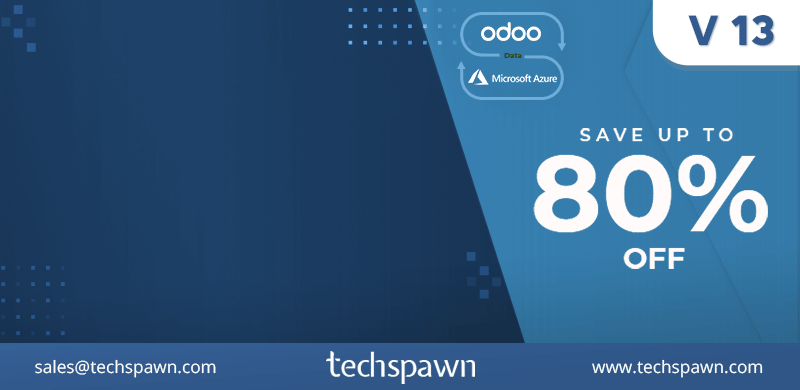 odoo
Data
Microsoft Azure
V 13
SAVE UP TO
80%
OFF
sales@techspawn.com
techspawn
www.techspawn.com